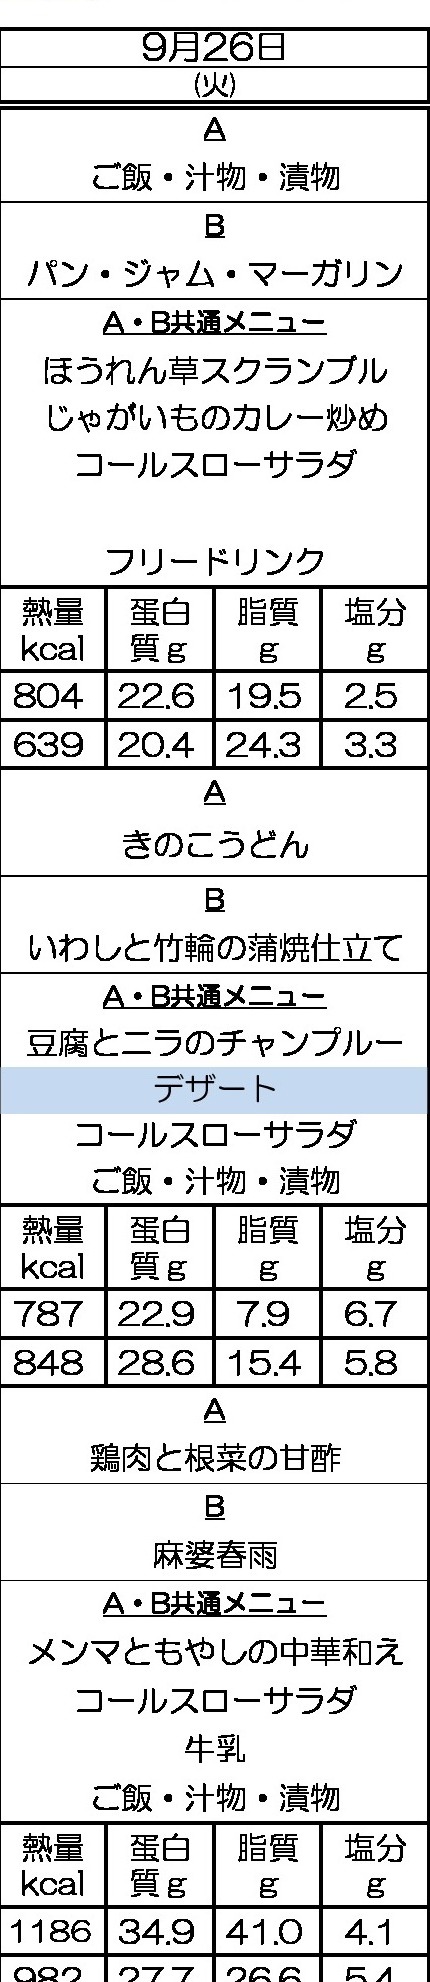 9月26日
(火)
A
ご飯・汁物・漬物
B
パン・ジャム・マーガリン
A・B共通メニュー
ほうれん草スクランブル
じゃがいものカレー炒め
コールスローサラダ
フリードリンク
熱量 蛋白 脂質 塩分
kcal 質g g g
804 22.6 19.5 2.5
639 20.4 24.3 3.3
A
きのこうどん
B
いわしと竹輪の蒲焼仕立て
A・B共通メニュー
豆腐とニラのチャンプルー
デザート
コールスローサラダ
ご飯・汁物・漬物
熱量 蛋白 脂質 塩分
kcal 質g g g
787 22.9 7.9 6.7
848 28.6 15.4 5.8
A
鶏肉と根菜の甘酢
B
麻婆春雨
A・B共通メニュー
メンマともやしの中華和え
コールスローサラダ
牛乳
ご飯・汁物・漬物
熱量 蛋白 脂質 塩分
kcal 質g g g
1186 34.9 41.0 4.1
982 27.7 26.6 5.4